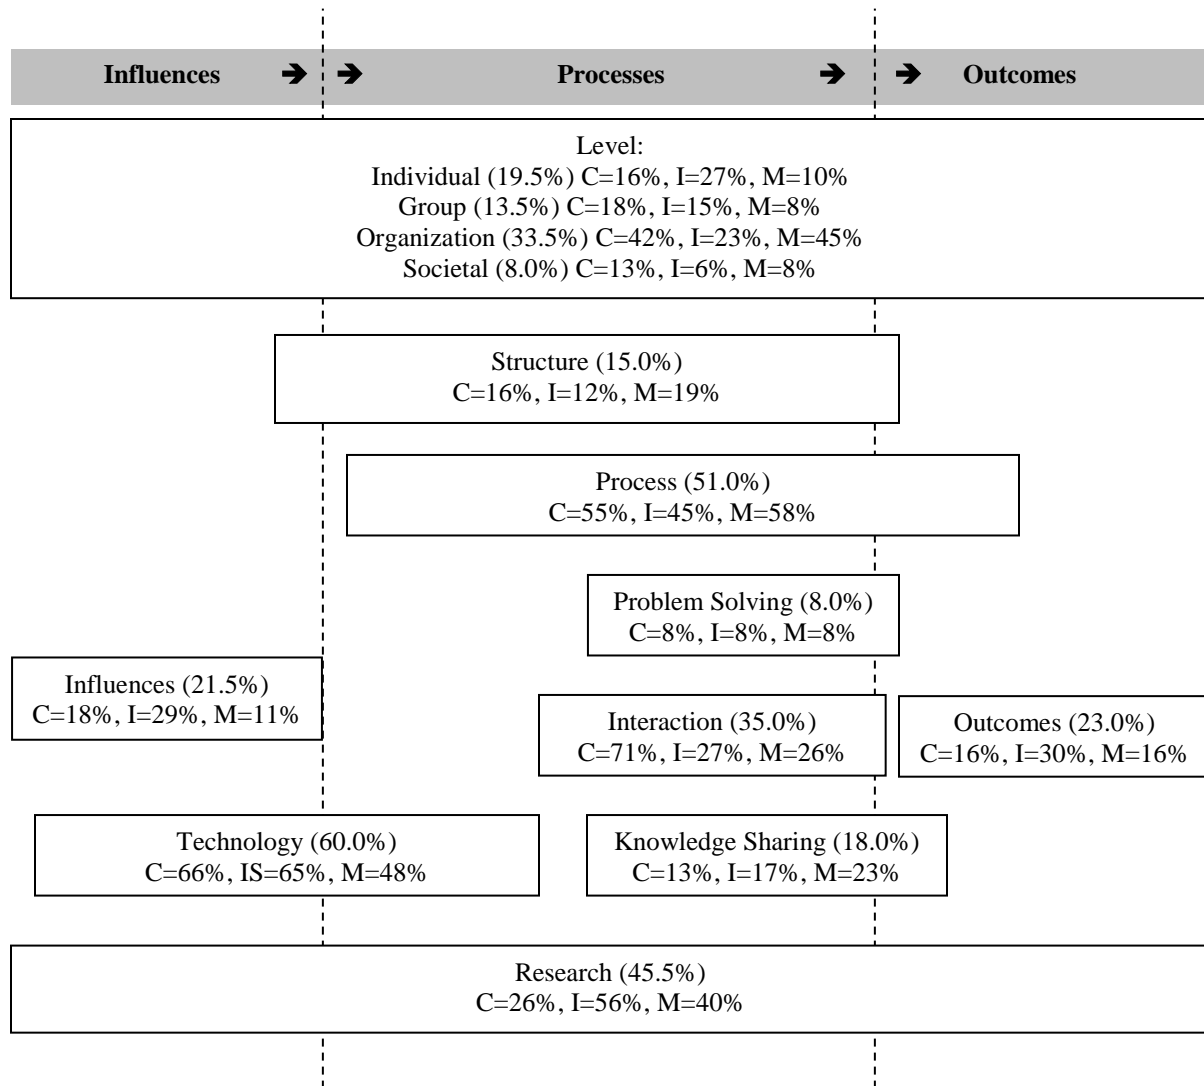 Influences ➔ ➔ Processes ➔ ➔ Outcomes
Level:
Individual (19.5%) C=16%, I=27%, M=10%
Group (13.5%) C=18%, I=15%, M=8%
Organization (33.5%) C=42%, I=23%, M=45%
Societal (8.0%) C=13%, I=6%, M=8%
Structure (15.0%)
C=16%, I=12%, M=19%
Process (51.0%)
C=55%, I=45%, M=58%
Problem Solving (8.0%)
C=8%, I=8%, M=8%
Influences (21.5%)
C=18%, I=29%, M=11%
Interaction (35.0%)
C=71%, I=27%, M=26%
Outcomes (23.0%)
C=16%, I=30%, M=16%
Technology (60.0%)
C=66%, IS=65%, M=48%
Knowledge Sharing (18.0%)
C=13%, I=17%, M=23%
Research (45.5%)
C=26%, I=56%, M=40%